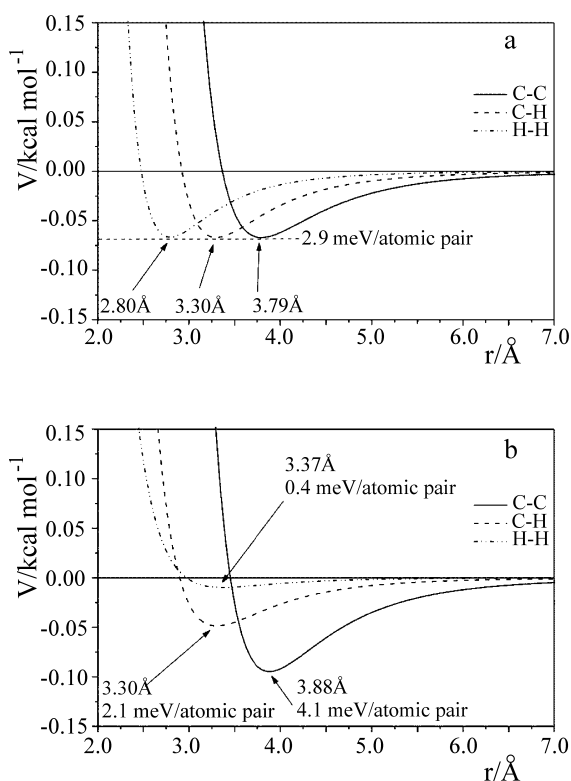 a
0.15
0.10
0.05
0.00
-0.05
-0.10
-0.15
V/kcal mol⁻¹
C-C
C-H
H-H
2.9 meV/atomic pair
2.80Å
3.30Å
3.79Å
2.0 3.0 4.0 5.0 6.0 7.0
r/Å
b
0.15
0.10
0.05
0.00
-0.05
-0.10
-0.15
V/kcal mol⁻¹
3.37Å
0.4 meV/atomic pair
C-C
C-H
H-H
3.30Å
2.1 meV/atomic pair
3.88Å
4.1 meV/atomic pair
2.0 3.0 4.0 5.0 6.0 7.0
r/Å